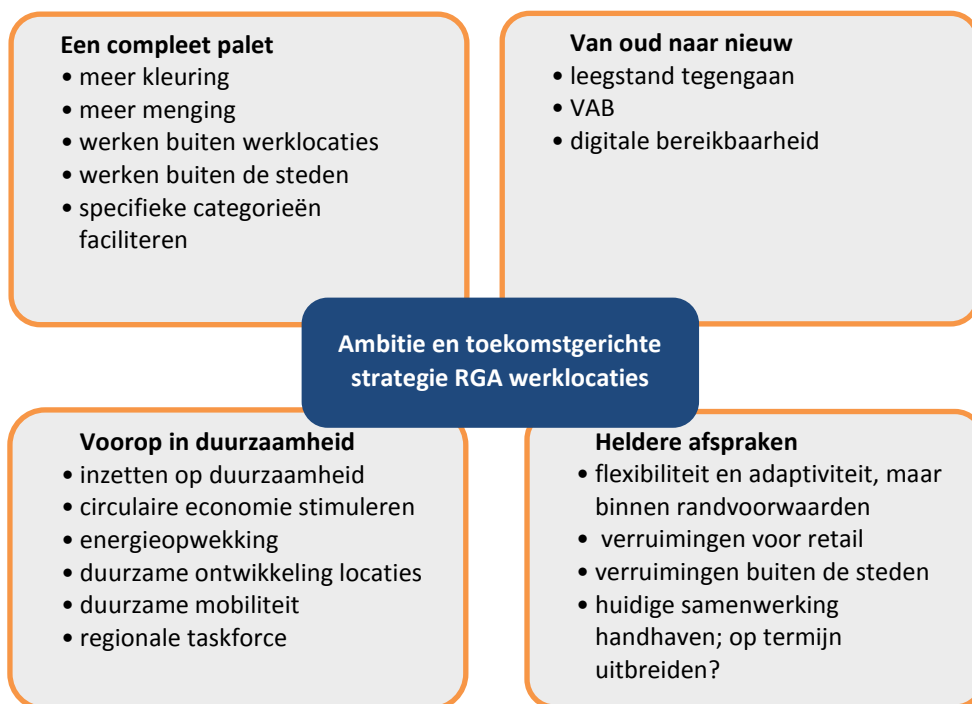 Een compleet palet
• meer kleuring
• meer menging
• werken buiten werklocaties
• werken buiten de steden
• specifieke categorieën
faciliteren
Van oud naar nieuw
• leegstand tegengaan
• VAB
• digitale bereikbaarheid
Ambitie en toekomstgerichte
strategie RGA werklocaties
Voorop in duurzaamheid
• inzetten op duurzaamheid
• circulaire economie stimuleren
• energieopwekking
• duurzame ontwikkeling locaties
• duurzame mobiliteit
• regionale taskforce
Heldere afspraken
• flexibiliteit en adaptiviteit, maar
binnen randvoorwaarden
• verruimingen voor retail
• verruimingen buiten de steden
• huidige samenwerking
handhaven; op termijn
uitbreiden?